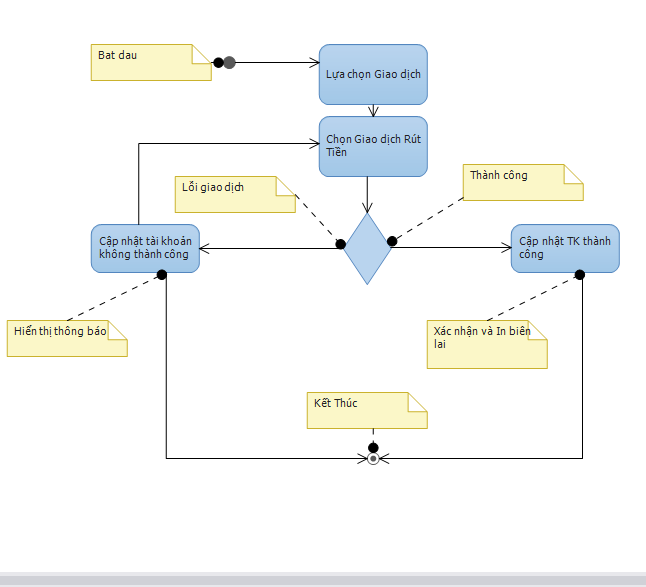 Bat dau
Lựa chọn Giao dịch
Chọn Giao dịch Rút
Tiền
Thành công
Lỗi giao dịch
Cập nhật tài khoản
không thành công
Cập nhật TK thành
công
Hiển thị thông báo
Xác nhận và In biên
lai
Kết Thúc